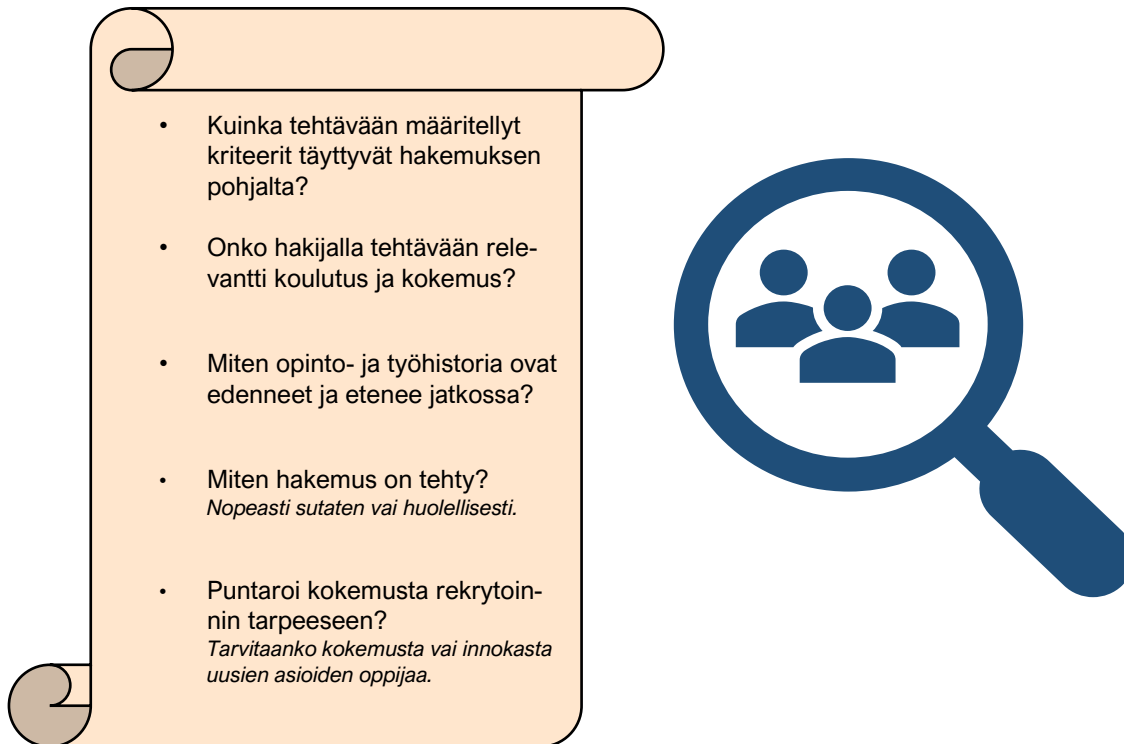 • Kuinka tehtävään määritellyt
kriteerit täyttyvät hakemuksen
pohjalta?
• Onko hakijalla tehtävään rele-
vantti koulutus ja kokemus?
• Miten opinto- ja työhistoria ovat
edenneet ja etenee jatkossa?
• Miten hakemus on tehty?
Nopeasti sutaten vai huolellisesti.
• Puntaroi kokemusta rekrytoin-
nin tarpeeseen?
Tarvitaanko kokemusta vai innokasta
uusien asioiden oppijaa.